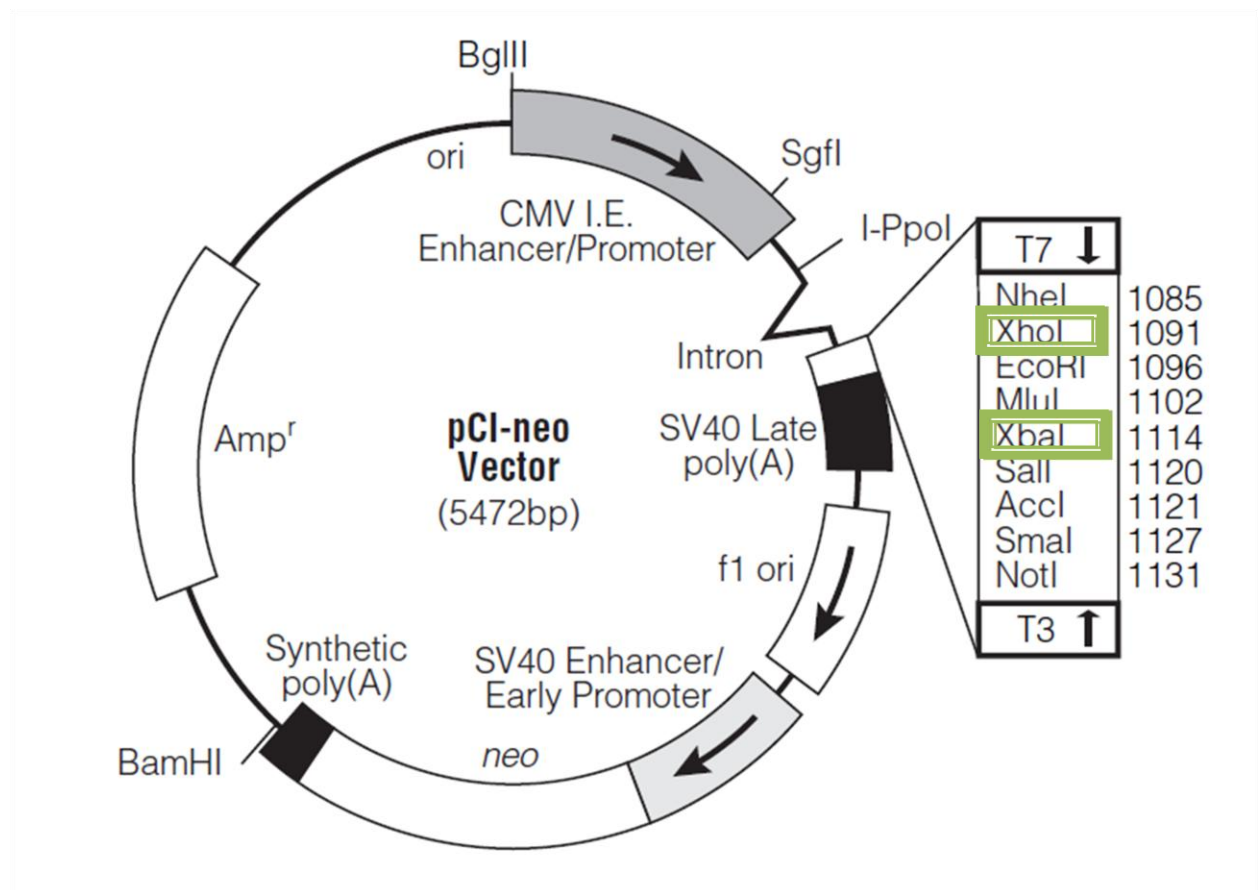 BglII
ori
SgfI
CMV I.E.
Enhancer/Promoter
I-PpoI
T7
NheI 1085
XhoI 1091
EcoRI 1096
MluI 1102
XbaI 1114
SalI 1120
AccI 1121
SmaI 1127
NotI 1131
T3
Intron
Ampʳ
pCI-neo
Vector
(5472bp)
SV40 Late
poly(A)
f1 ori
Synthetic
poly(A)
SV40 Enhancer/
Early Promoter
neo
BamHI